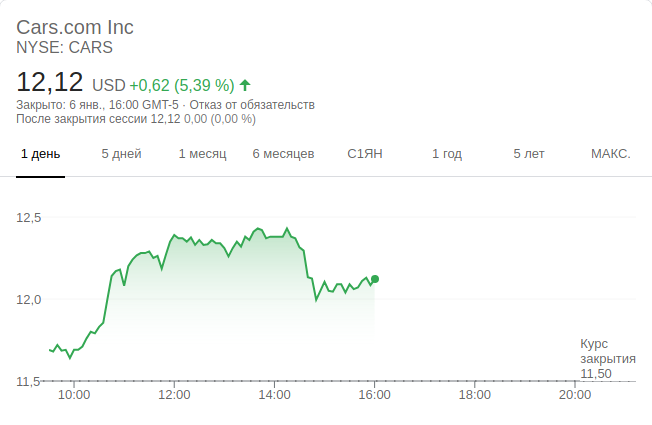 Cars.com Inc
NYSE: CARS
12,12 USD +0,62 (5,39 %)
Закрыто: 6 янв., 16:00 GMT-5 · Отказ от обязательств
После закрытия сессии 12,12 0,00 (0,00 %)
1 день 5 дней 1 месяц 6 месяцев С1ЯН 1 год 5 лет МАКС.
12,5
12,0
Курс
закрытия
11,50
11,5
10:00 12:00 14:00 16:00 18:00 20:00